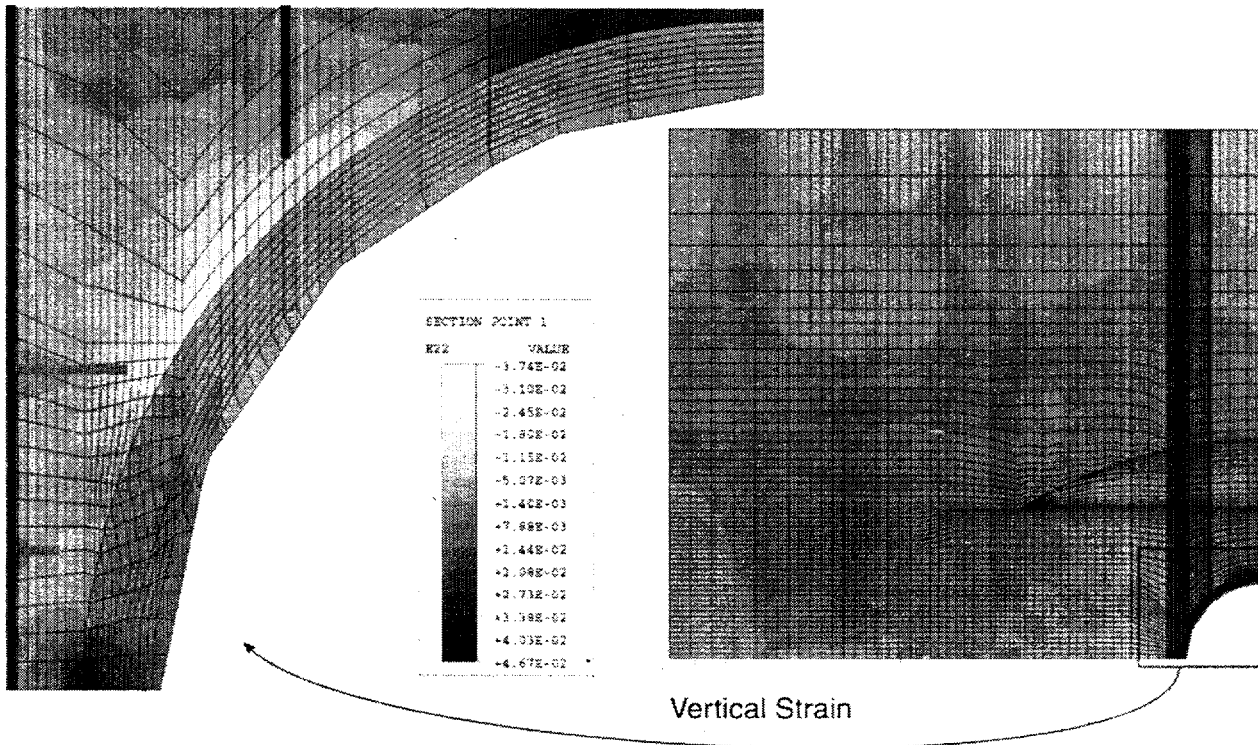 SECTION POINT 1
E22 VALUE
-3.74E-02
-3.10E-02
-2.45E-02
-1.80E-02
-1.15E-02
-5.07E-03
+1.40E-03
+7.88E-03
+1.44E-02
+2.08E-02
+2.73E-02
+3.38E-02
+4.03E-02
+4.67E-02
Vertical Strain